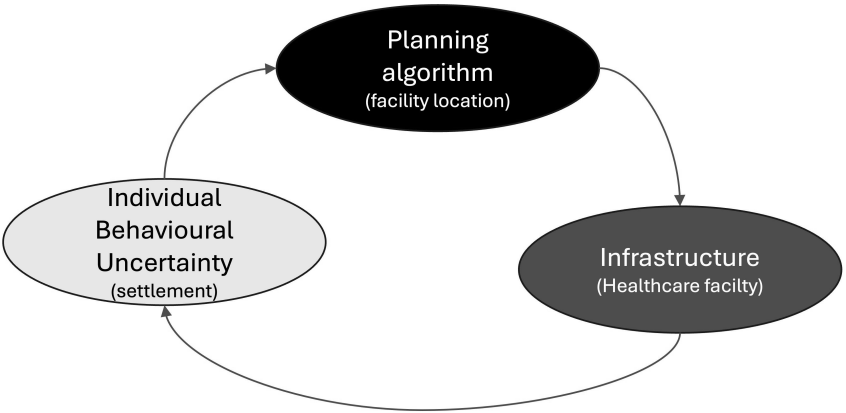 Planning
algorithm
(facility location)
Individual
Behavioural
Uncertainty
(settlement)
Infrastructure
(Healthcare facilty)